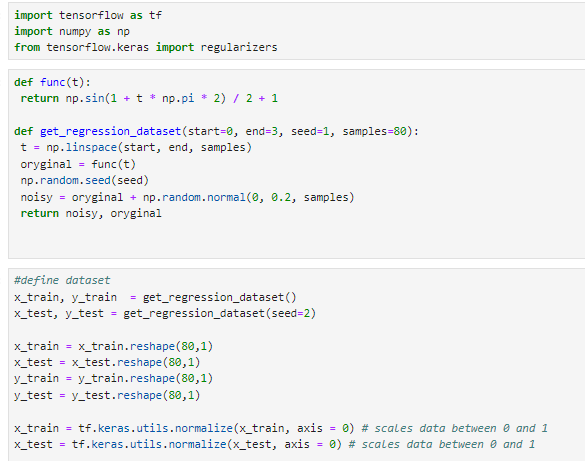 import tensorflow as tf
import numpy as np
from tensorflow.keras import regularizers
def func(t):
 return np.sin(1 + t * np.pi * 2) / 2 + 1
def get_regression_dataset(start=0, end=3, seed=1, samples=80):
 t = np.linspace(start, end, samples)
 oryginal = func(t)
 np.random.seed(seed)
 noisy = oryginal + np.random.normal(0, 0.2, samples)
 return noisy, oryginal
#define dataset
x_train, y_train  = get_regression_dataset()
x_test, y_test = get_regression_dataset(seed=2)
x_train = x_train.reshape(80,1)
x_test = x_test.reshape(80,1)
y_train = y_train.reshape(80,1)
y_test = y_test.reshape(80,1)
x_train = tf.keras.utils.normalize(x_train, axis = 0) # scales data between 0 and 1
x_test = tf.keras.utils.normalize(x_test, axis = 0) # scales data between 0 and 1